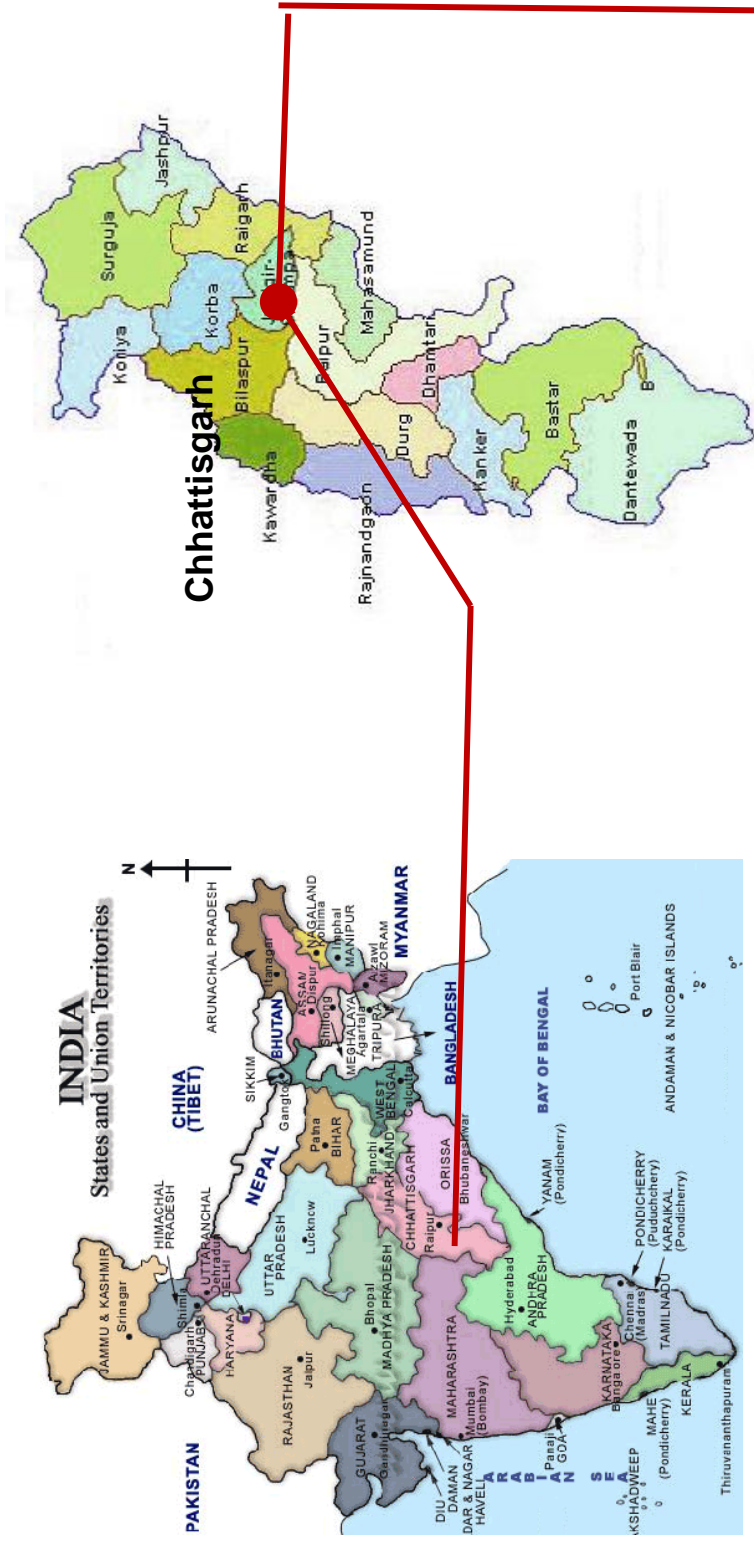 INDIA
States and Union Territories
N
CHINA
(TIBET)
PAKISTAN
NEPAL
BHUTAN
MYANMAR
BANGLADESH
BAY OF BENGAL
ARABIAN SEA
JAMMU & KASHMIR
Srinagar
HIMACHAL
PRADESH
Shimla
Chandigarh
PUNJAB
UTTARANCHAL
Dehradun
DELHI
HARYANA
RAJASTHAN
Jaipur
UTTAR
PRADESH
Lucknow
SIKKIM
Gangtok
ARUNACHAL PRADESH
Itanagar
ASSAM
Dispur
NAGALAND
Kohima
Imphal
MANIPUR
Shillong
MEGHALAYA
Agartala
TRIPURA
Aizawl
MIZORAM
Patna
BIHAR
Ranchi
JHARKHAND
WEST
BENGAL
Calcutta
GUJARAT
Gandhinagar
Bhopal
MADHYA PRADESH
CHHATTISGARH
Raipur
ORISSA
Bhubaneshwar
DIU
DAMAN
DAR & NAGAR
HAVELI
MAHARASHTRA
Mumbai
(Bombay)
Hyderabad
ANDHRA
PRADESH
YANAM
(Pondicherry)
Panaji
GOA
KARNATAKA
Bangalore
Chennai
(Madras)
PONDICHERRY
(Puduchchery)
KARAIKAL
(Pondicherry)
TAMILNADU
MAHE
(Pondicherry)
KERALA
Thiruvananthapuram
AKSHADWEEP
Port Blair
ANDAMAN & NICOBAR ISLANDS
Chhattisgarh
Koriya
Surguja
Jashpur
Korba
Raigarh
Bilaspur
Kawardha
Raipur
Mahasamund
Durg
Rajnandgaon
Dhamtari
Kanker
Bastar
Dantewada
B